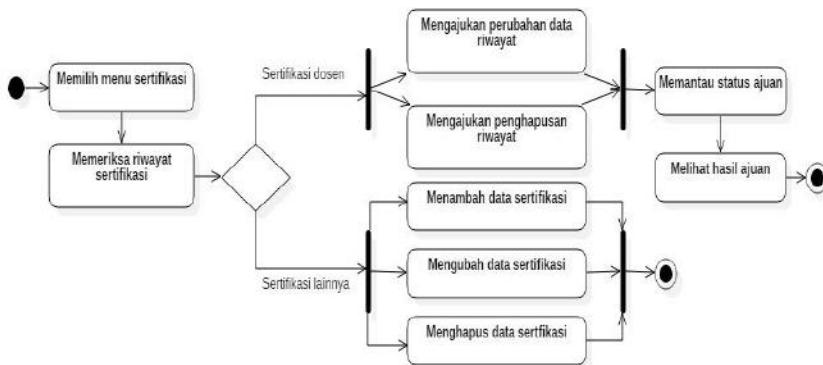 Memilih menu sertifikasi
Memeriksa riwayat
sertifikasi
Sertifikasi dosen
Mengajukan perubahan data
riwayat
Mengajukan penghapusan
riwayat
Memantau status ajuan
Melihat hasil ajuan
Sertifikasi lainnya
Menambah data sertifikasi
Mengubah data sertifikasi
Menghapus data sertfikasi